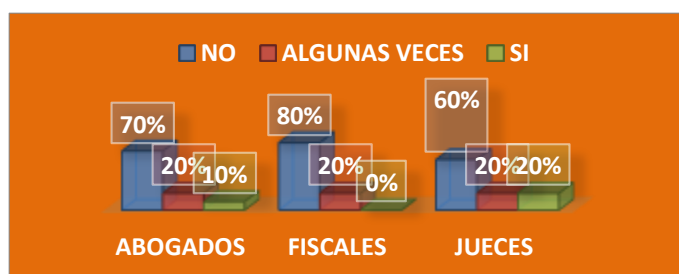 NO ALGUNAS VECES SI
70% 80% 60%
20% 10% 20% 0% 20% 20%
ABOGADOS FISCALES JUECES